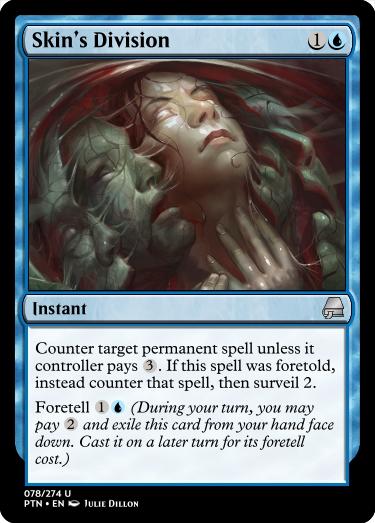 Skin's Division 1
Instant
Counter target permanent spell unless it
controller pays 3. If this spell was foretold,
instead counter that spell, then surveil 2.
Foretell 1 (During your turn, you may
pay 2 and exile this card from your hand face
down. Cast it on a later turn for its foretell
cost.)
078/274 U
PTN • EN Julie Dillon